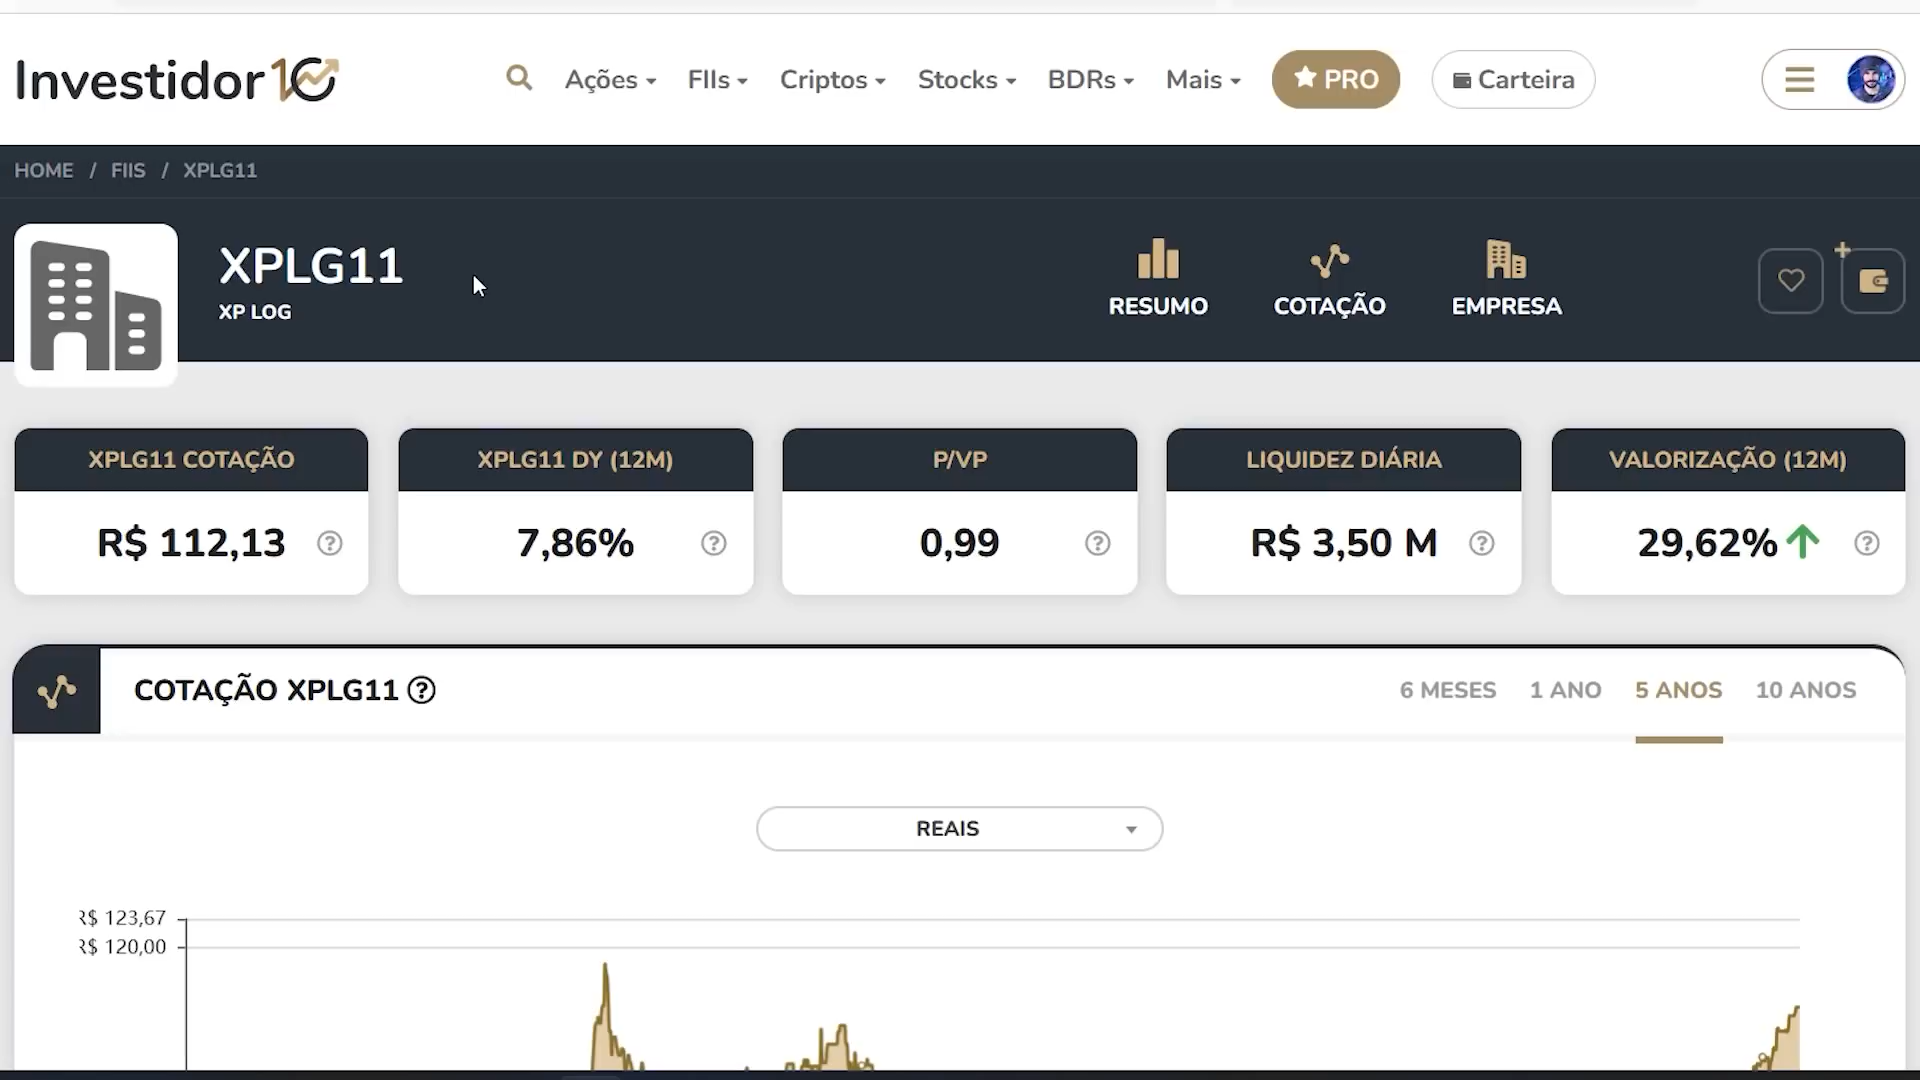 Investidor10
Ações
FIIs
Criptos
Stocks
BDRs
Mais
PRO
Carteira
HOME / FIIS / XPLG11
XPLG11
XP LOG
RESUMO
COTAÇÃO
EMPRESA
XPLG11 COTAÇÃO
R$ 112,13
XPLG11 DY (12M)
7,86%
P/VP
0,99
LIQUIDEZ DIÁRIA
R$ 3,50 M
VALORIZAÇÃO (12M)
29,62%
COTAÇÃO XPLG11
6 MESES
1 ANO
5 ANOS
10 ANOS
REAIS
R$ 123,67
R$ 120,00